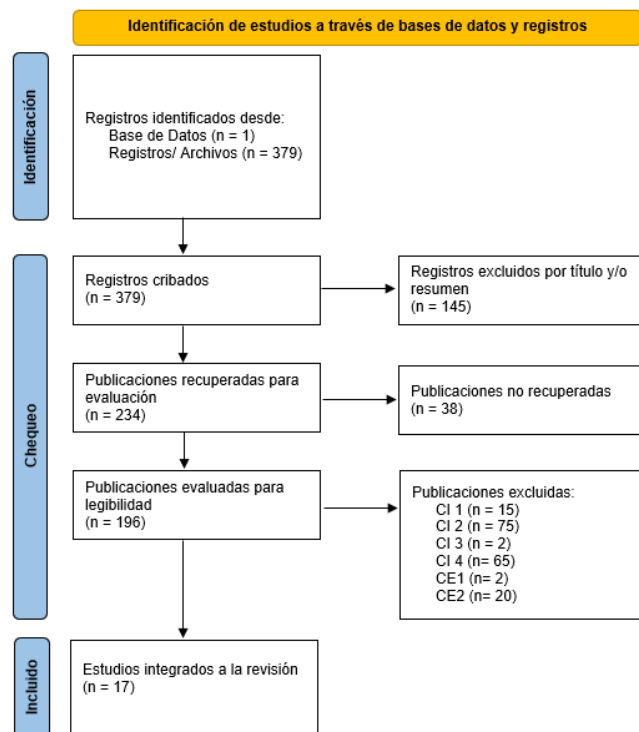 Identificación de estudios a través de bases de datos y registros
Identificación
Registros identificados desde:
Base de Datos (n = 1)
Registros/ Archivos (n = 379)
Chequeo
Registros cribados
(n = 379)
Registros excluidos por título y/o
resumen
(n = 145)
Publicaciones recuperadas para
evaluación
(n = 234)
Publicaciones no recuperadas
(n = 38)
Publicaciones evaluadas para
legibilidad
(n = 196)
Publicaciones excluidas:
CI 1 (n = 15)
CI 2 (n = 75)
CI 3 (n = 2)
CI 4 (n= 65)
CE1 (n= 2)
CE2 (n= 20)
Incluido
Estudios integrados a la revisión
(n = 17)